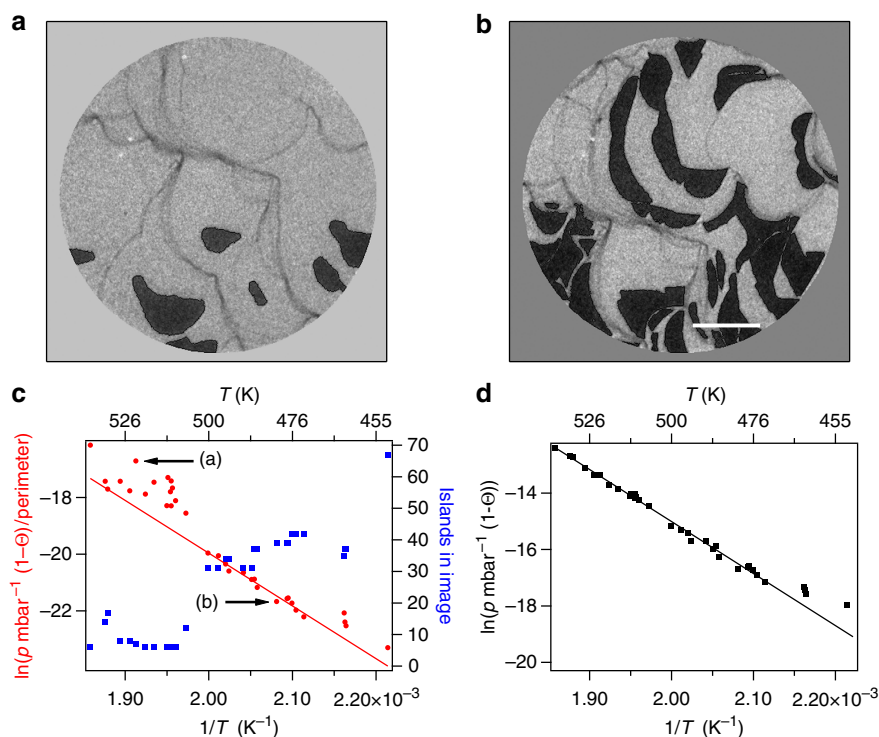 a
b
c
T (K)
526 500 476 455
ln(p mbar⁻¹ (1–Θ)/perimeter)
−18
−20
−22
(a)
(b)
70
60
50
40
30
20
10
0
Islands in image
1.90 2.00 2.10 2.20×10⁻³
1/T (K⁻¹)
d
T (K)
526 500 476 455
ln(p mbar⁻¹ (1-Θ))
−14
−16
−18
−20
1.90 2.00 2.10 2.20×10⁻³
1/T (K⁻¹)